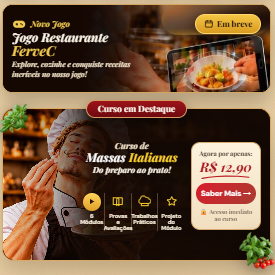 Novo Jogo
Em breve
Jogo Restaurante
FerveC
Explore, cozinhe e conquiste receitas
incríveis no nosso jogo!
Curso em Destaque
Curso de
Massas Italianas
Do preparo ao prato!
6
Módulos
Provas
e
Avaliações
Trabalhos
Práticos
Projeto
do
Módulo
Agora por apenas:
R$ 12,90
Saber Mais →
Acesso imediato
ao curso